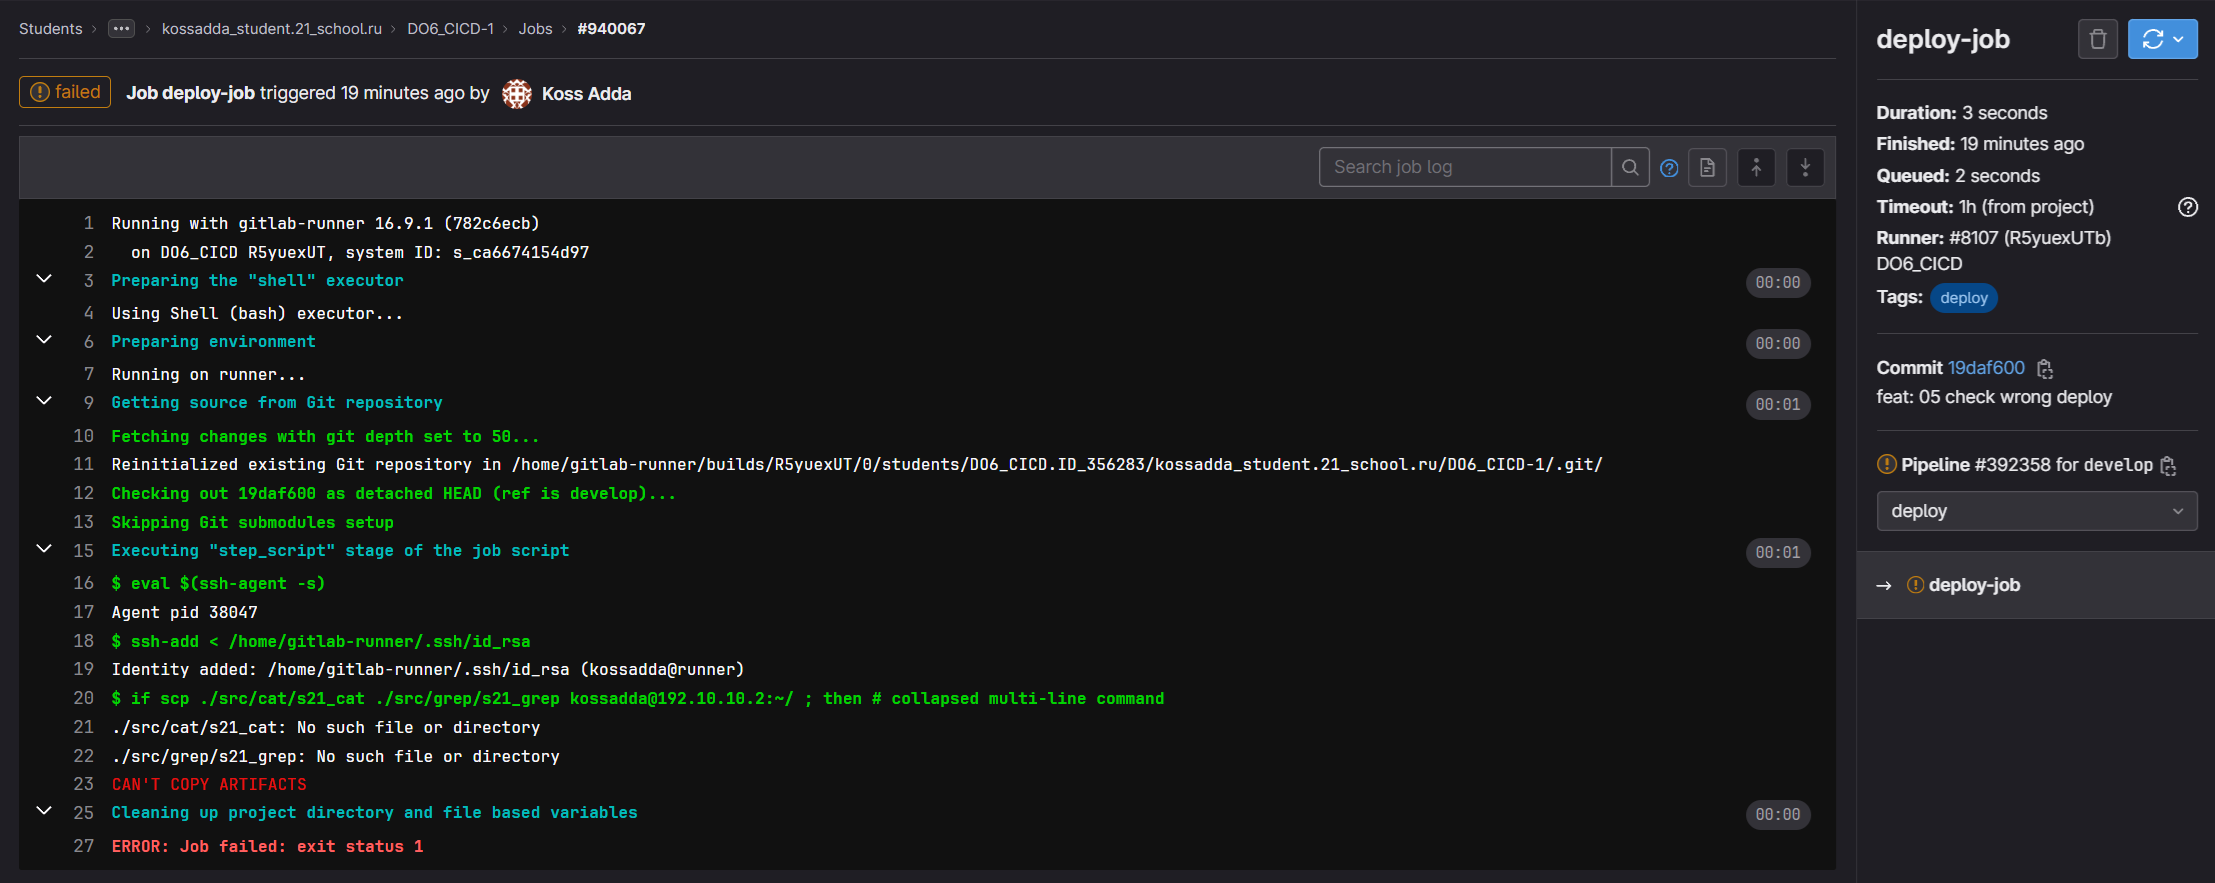 Students › ... › kossadda_student.21_school.ru › DO6_CICD-1 › Jobs › #940067
failed Job deploy-job triggered 19 minutes ago by Koss Adda
Search job log
1 Running with gitlab-runner 16.9.1 (782c6ecb)
2 on DO6_CICD R5yuexUT, system ID: s_ca6674154d97
3 Preparing the "shell" executor 00:00
4 Using Shell (bash) executor...
6 Preparing environment 00:00
7 Running on runner...
9 Getting source from Git repository 00:01
10 Fetching changes with git depth set to 50...
11 Reinitialized existing Git repository in /home/gitlab-runner/builds/R5yuexUT/0/students/DO6_CICD.ID_356283/kossadda_student.21_school.ru/DO6_CICD-1/.git/
12 Checking out 19daf600 as detached HEAD (ref is develop)...
13 Skipping Git submodules setup
15 Executing "step_script" stage of the job script 00:01
16 $ eval $(ssh-agent -s)
17 Agent pid 38047
18 $ ssh-add < /home/gitlab-runner/.ssh/id_rsa
19 Identity added: /home/gitlab-runner/.ssh/id_rsa (kossadda@runner)
20 $ if scp ./src/cat/s21_cat ./src/grep/s21_grep kossadda@192.10.10.2:~/ ; then # collapsed multi-line command
21 ./src/cat/s21_cat: No such file or directory
22 ./src/grep/s21_grep: No such file or directory
23 CAN'T COPY ARTIFACTS
25 Cleaning up project directory and file based variables 00:00
27 ERROR: Job failed: exit status 1
deploy-job
Duration: 3 seconds
Finished: 19 minutes ago
Queued: 2 seconds
Timeout: 1h (from project)
Runner: #8107 (R5yuexUTb)
DO6_CICD
Tags: deploy
Commit 19daf600
feat: 05 check wrong deploy
Pipeline #392358 for develop
deploy
→ deploy-job